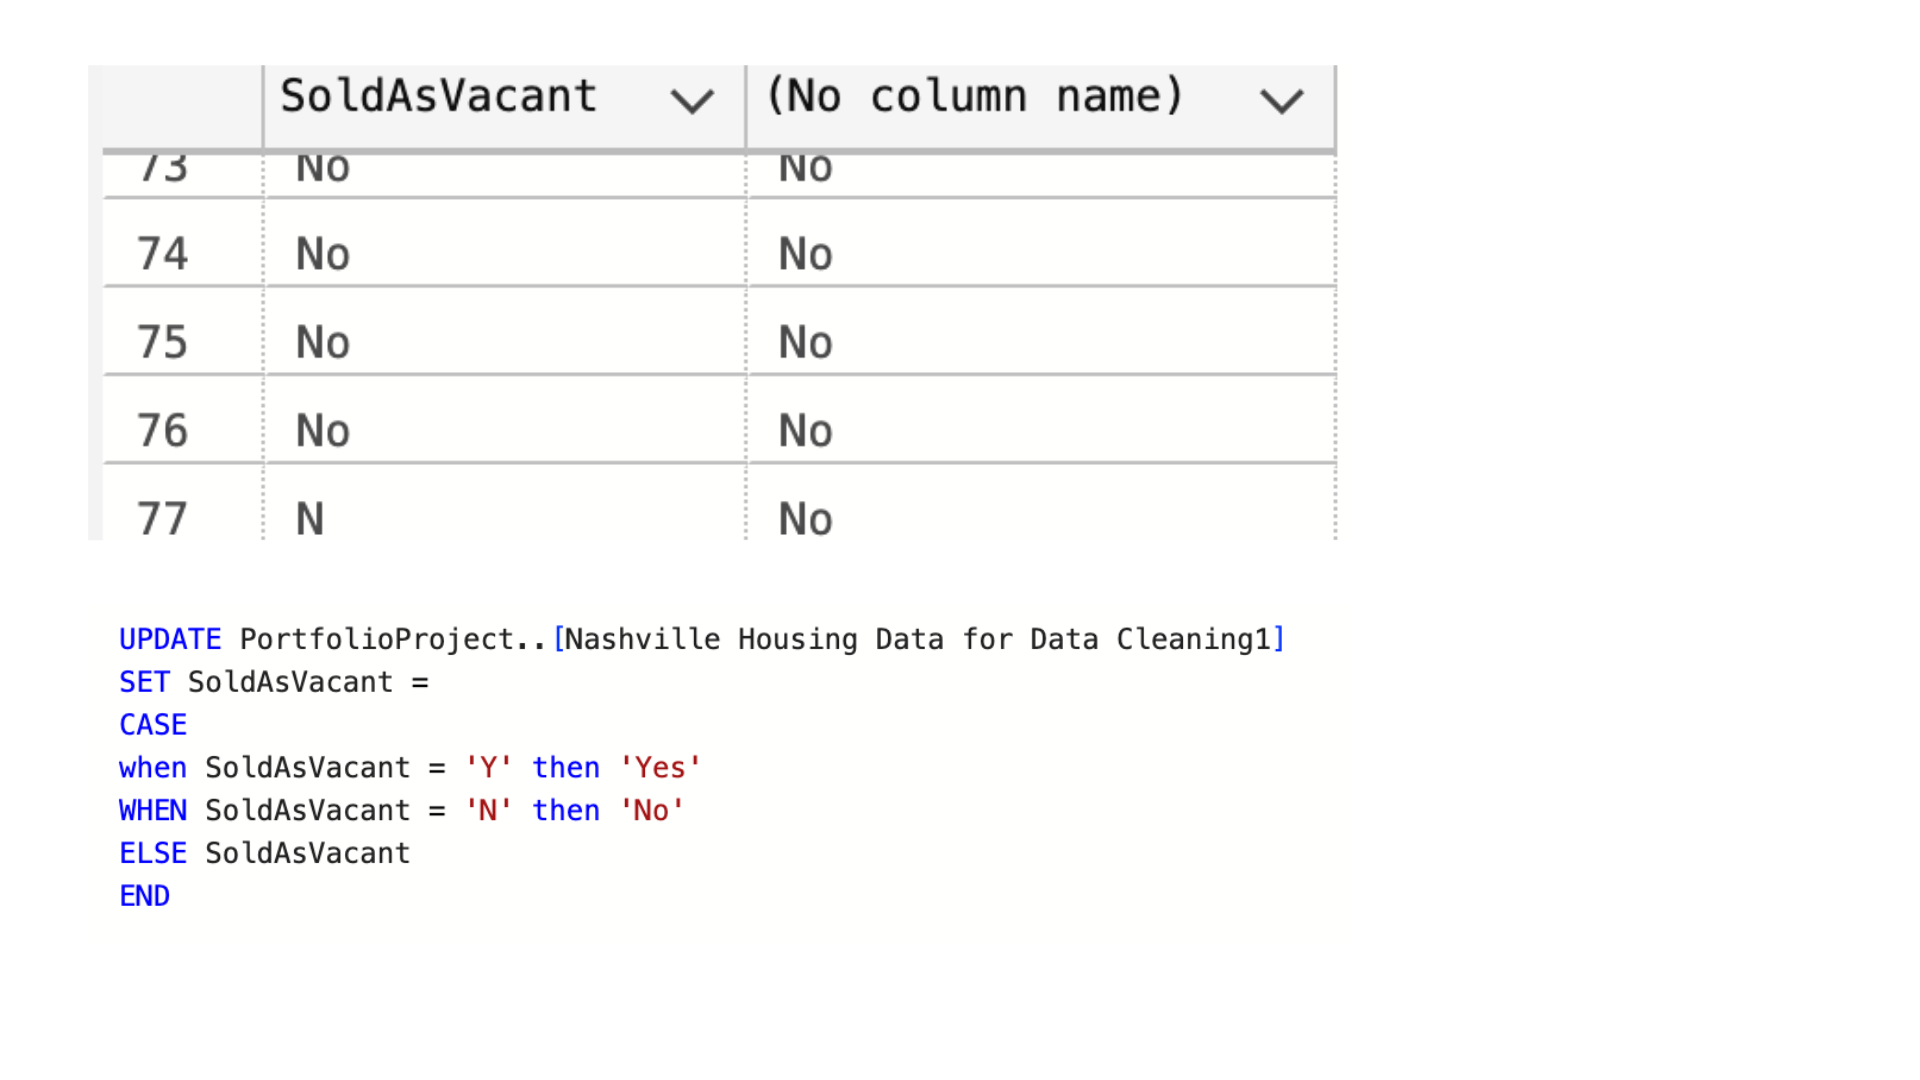 SoldAsVacant (No column name)
73 No No
74 No No
75 No No
76 No No
77 N No
UPDATE PortfolioProject..[Nashville Housing Data for Data Cleaning1]
SET SoldAsVacant =
CASE
when SoldAsVacant = 'Y' then 'Yes'
WHEN SoldAsVacant = 'N' then 'No'
ELSE SoldAsVacant
END